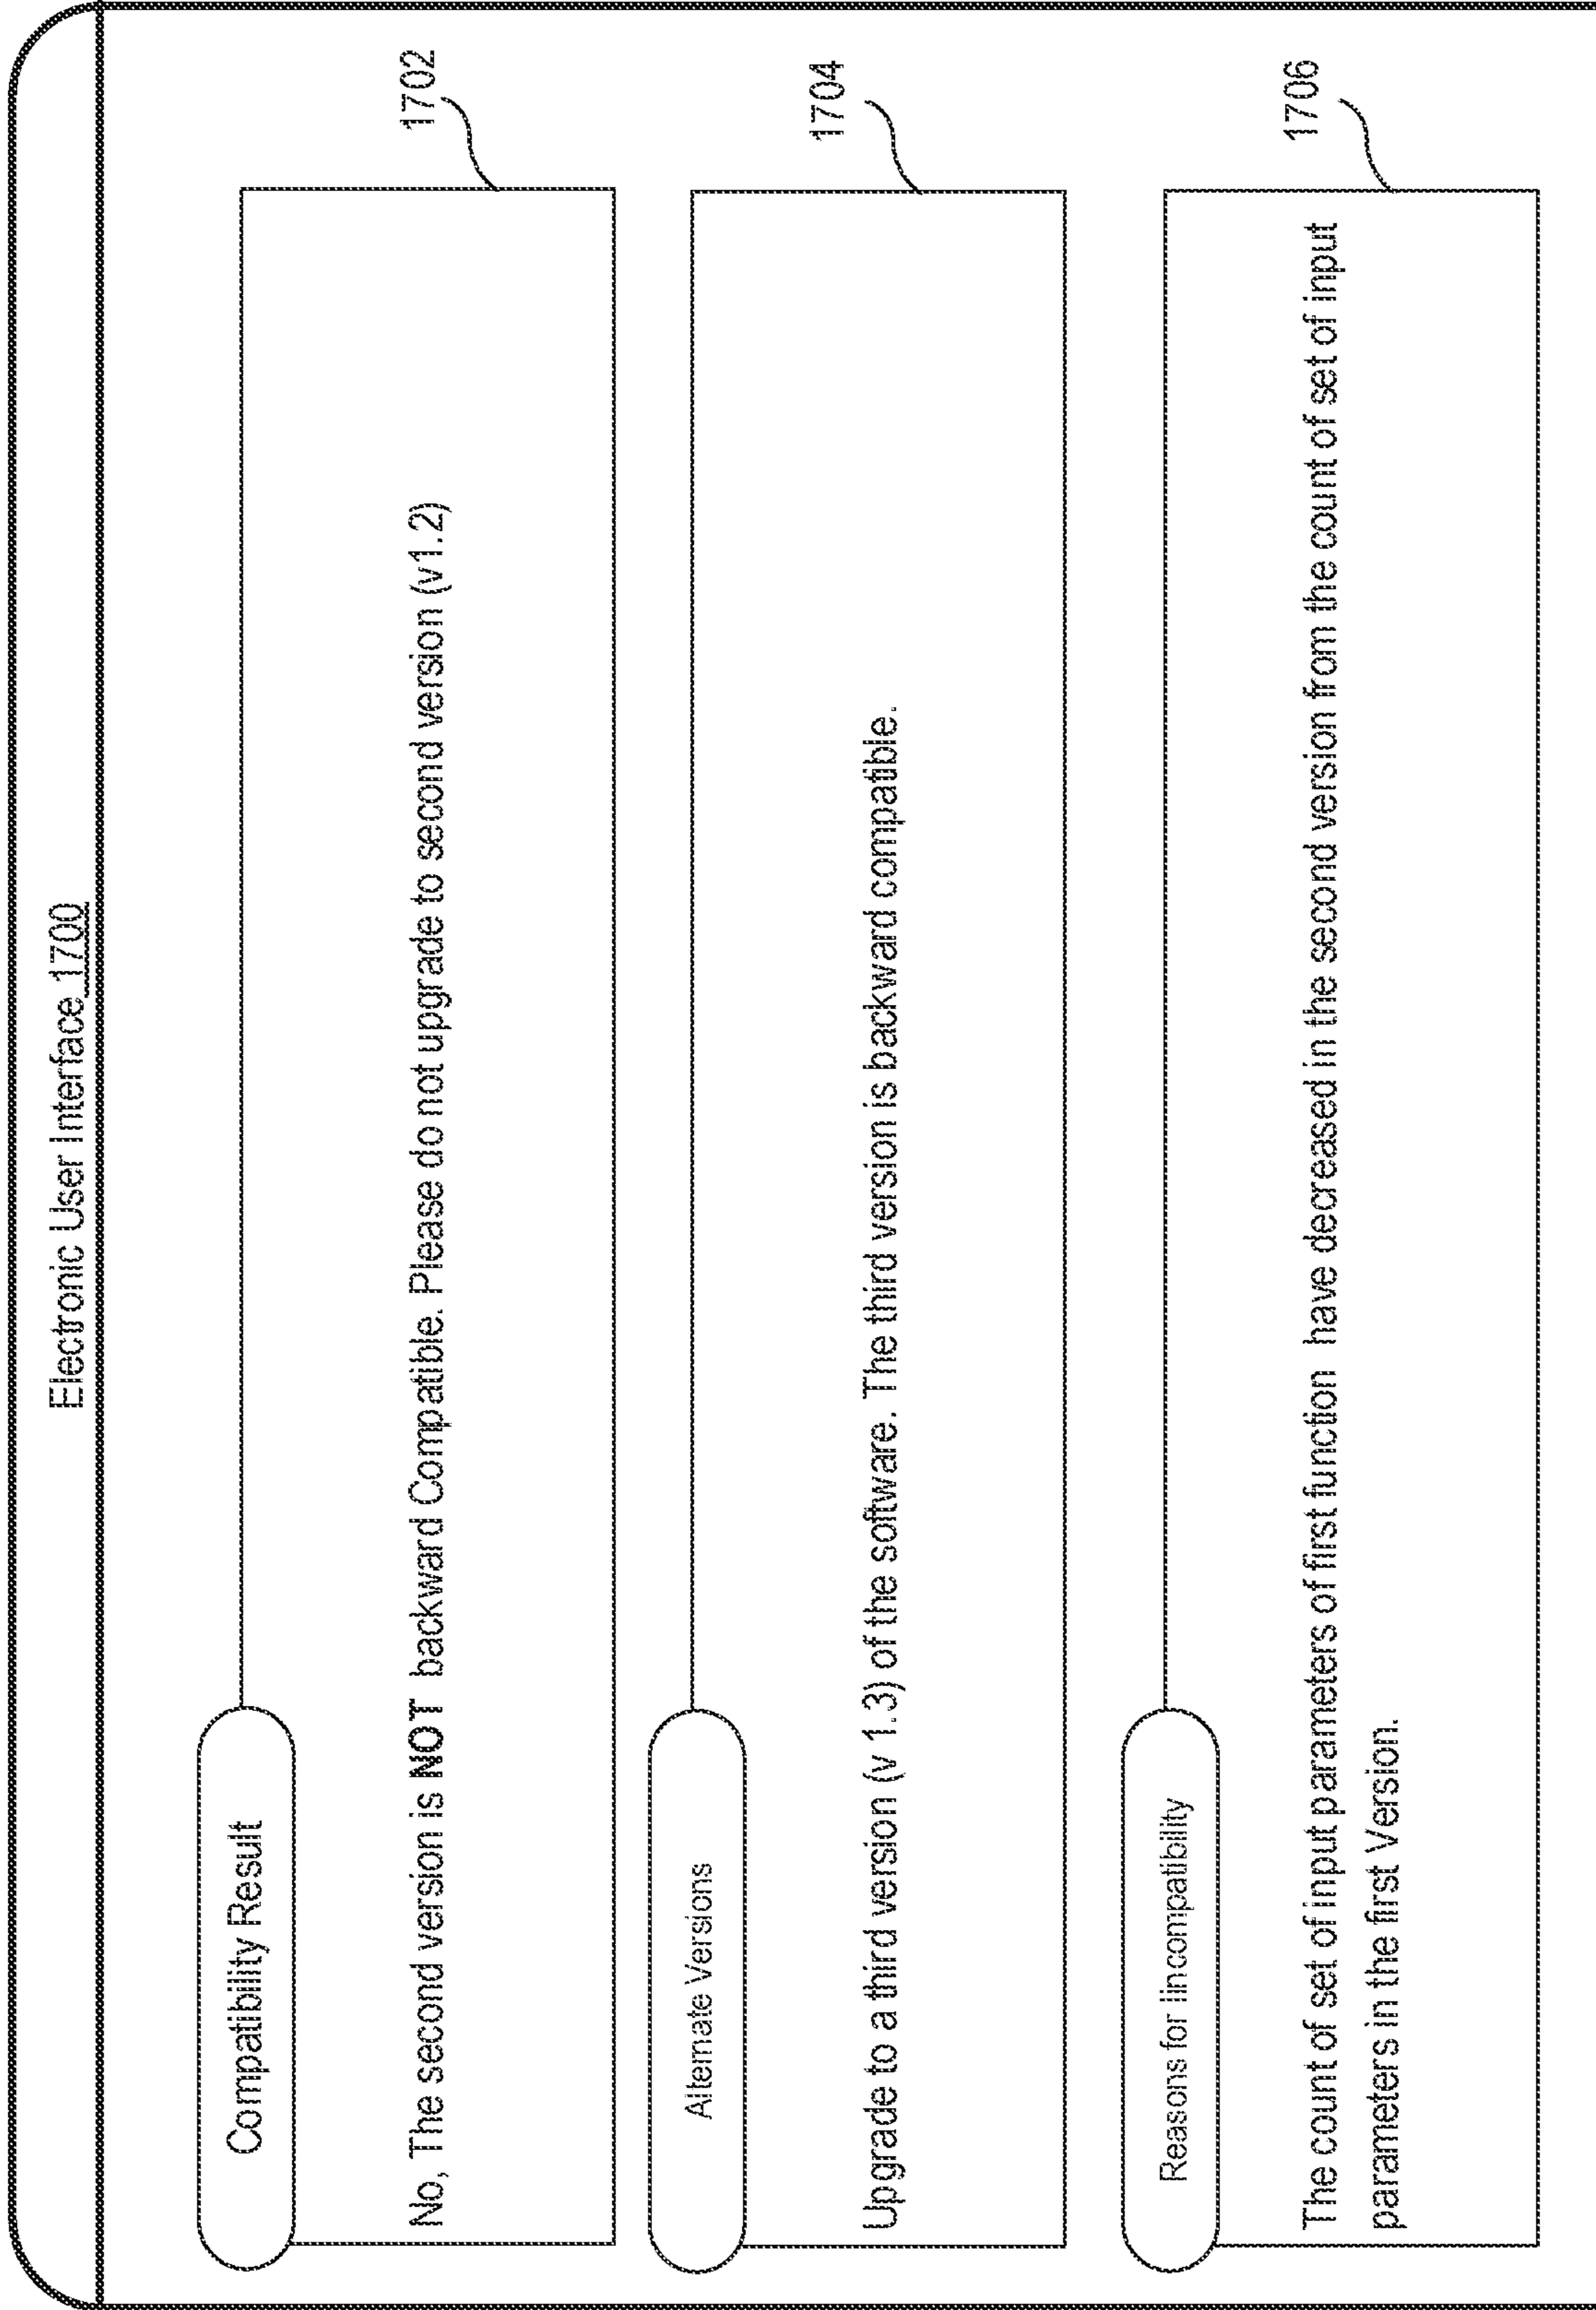 Electronic User Interface 1700
Compatibility Result
1702
No, The second version is NOT backward Compatible. Please do not upgrade to second version (v1.2)
Alternate Versions
1704
Upgrade to a third version (v 1.3) of the software. The third version is backward compatible.
Reasons for Iincompatibility
1706
The count of set of input parameters of first function have decreased in the second version from the count of set of input
parameters in the first Version.